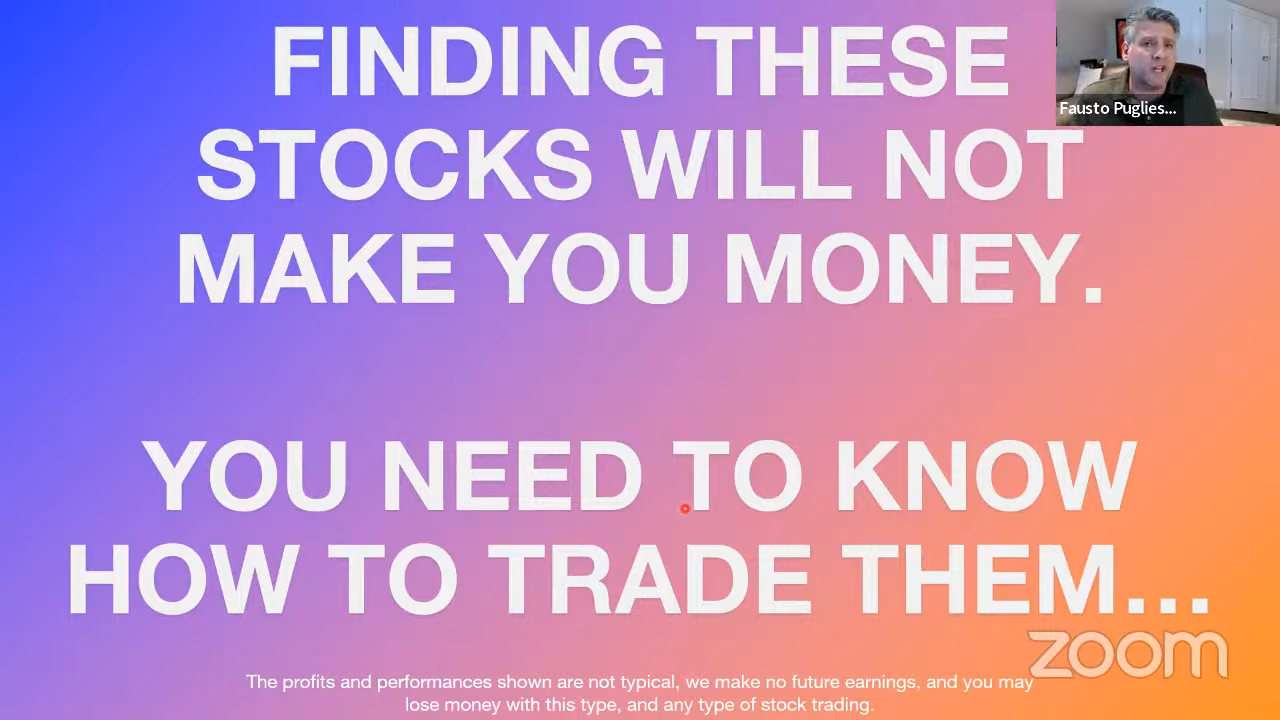 FINDING THESE
STOCKS WILL NOT
MAKE YOU MONEY.
YOU NEED TO KNOW
HOW TO TRADE THEM...
The profits and performances shown are not typical, we make no future earnings, and you may
lose money with this type, and any type of stock trading.
Fausto Puglies...
zoom